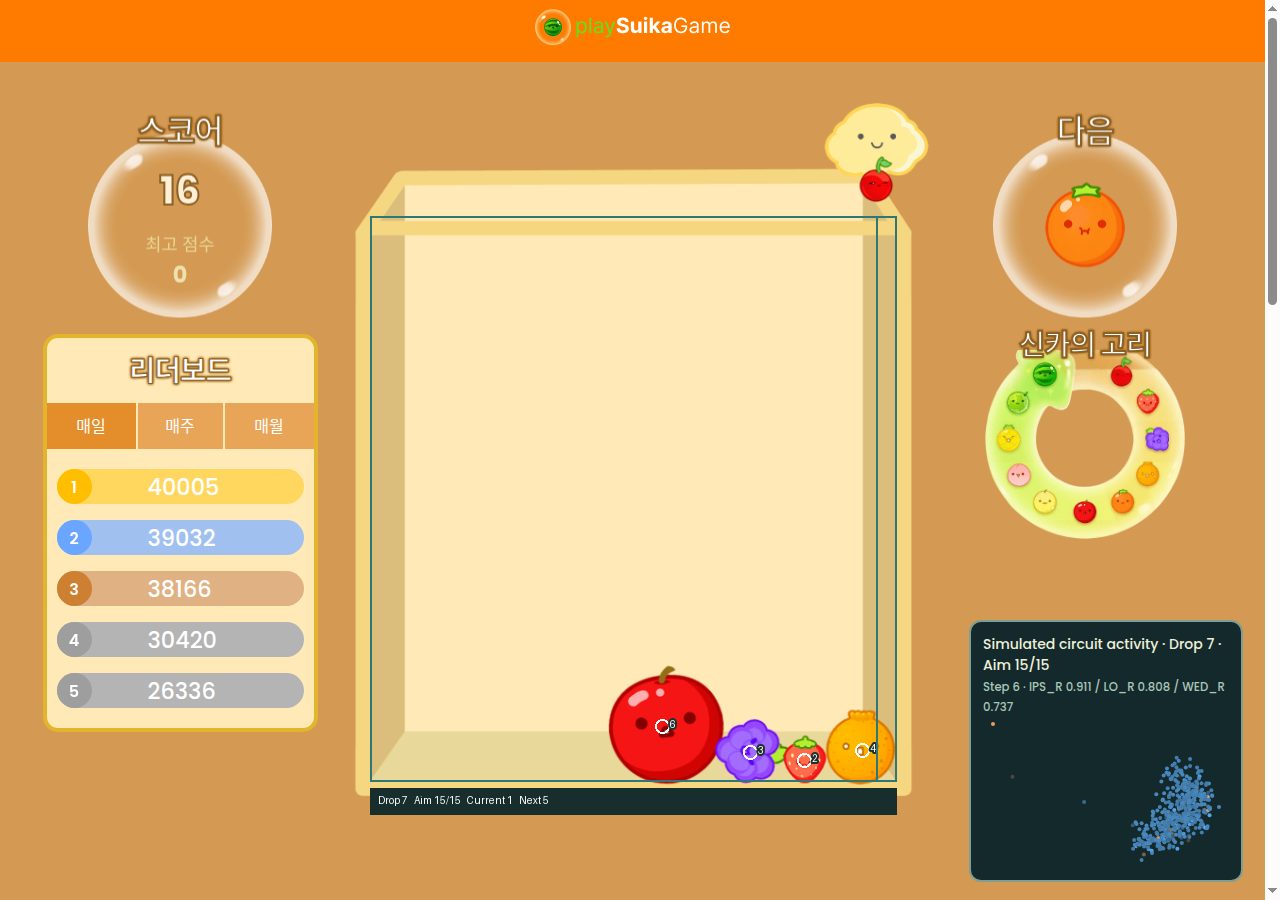 playSuikaGame
스코어
16
최고 점수
0
다음
리더보드
매일 매주 매월
1 40005
2 39032
3 38166
4 30420
5 26336
신카의 고리
6
3
2
4
Drop 7 Aim 15/15 Current 1 Next 5
Simulated circuit activity · Drop 7 ·
Aim 15/15
Step 6 · IPS_R 0.911 / LO_R 0.808 / WED_R
0.737